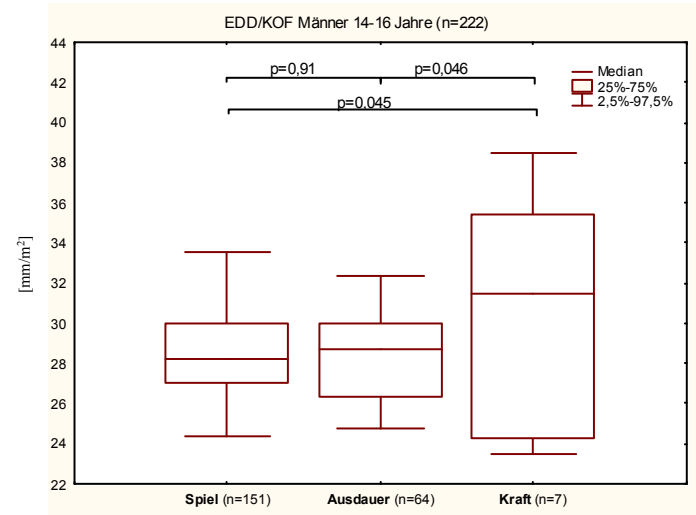 EDD/KOF Männer 14-16 Jahre (n=222)
44
42
40
38
36
34
32
30
28
26
24
22
[mm/m²]
p=0,91
p=0,046
p=0,045
Median
25%-75%
2,5%-97,5%
Spiel (n=151)
Ausdauer (n=64)
Kraft (n=7)